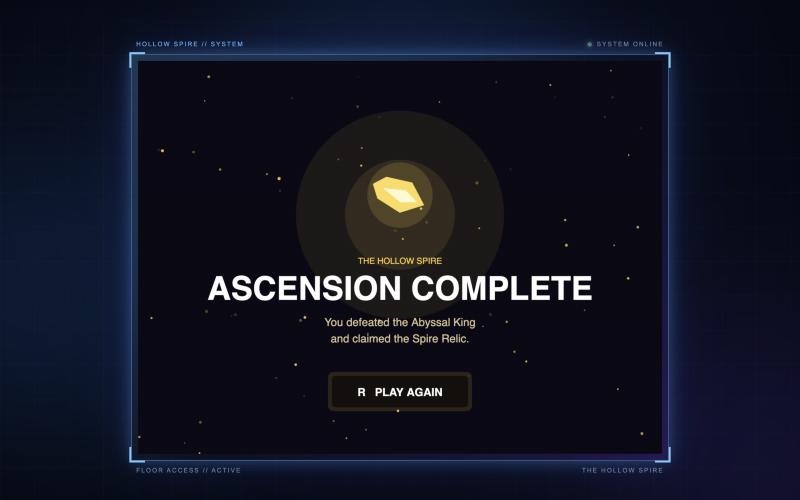 HOLLOW SPIRE // SYSTEM
SYSTEM ONLINE
THE HOLLOW SPIRE
ASCENSION COMPLETE
You defeated the Abyssal King
and claimed the Spire Relic.
R PLAY AGAIN
FLOOR ACCESS // ACTIVE
THE HOLLOW SPIRE